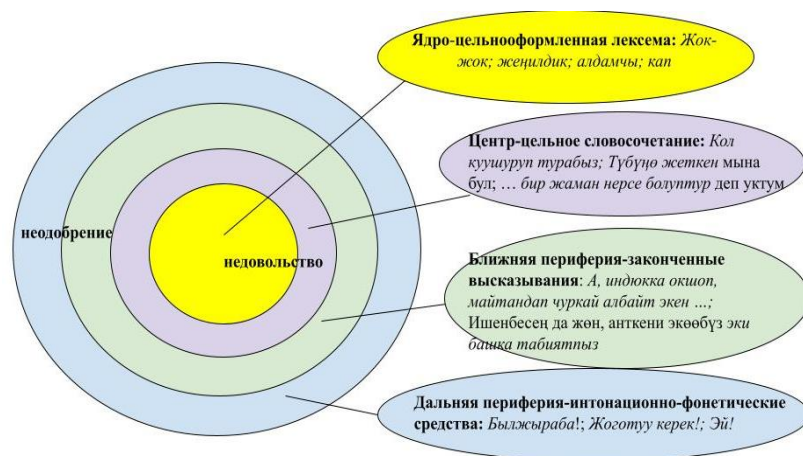 Ядро-цельнооформленная лексема: Жок-
жок; жеңилдик; алдамчы; кап
Центр-цельное словосочетание: Кол
куушуруп турабыз; Түбүңө жеткен мына
бул; … бир жаман нерсе болуптур деп уктум
неодобрение
недовольство
Ближняя периферия-законченные
высказывания: А, индюкка окшоп,
майтандап чуркай албайт экен …;
Ишенбесең да жөн, анткени экөөбүз эки
башка табиятпыз
Дальняя периферия-интонационно-фонетические
средства: Былжыраба!; Жоготуу керек!; Эй!